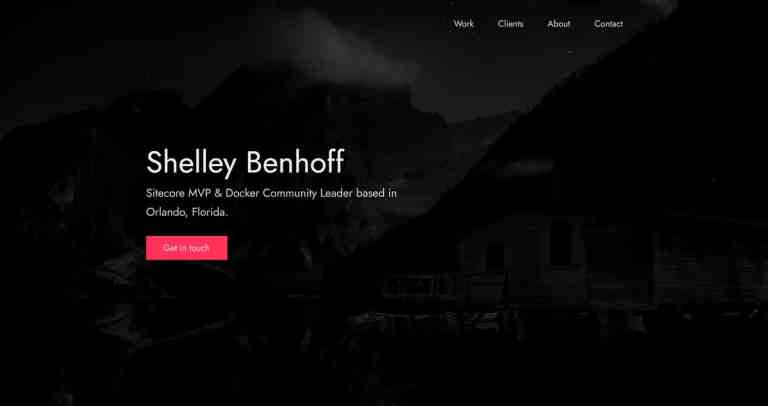 Work Clients About Contact
Shelley Benhoff
Sitecore MVP & Docker Community Leader based in
Orlando, Florida.
Get in touch